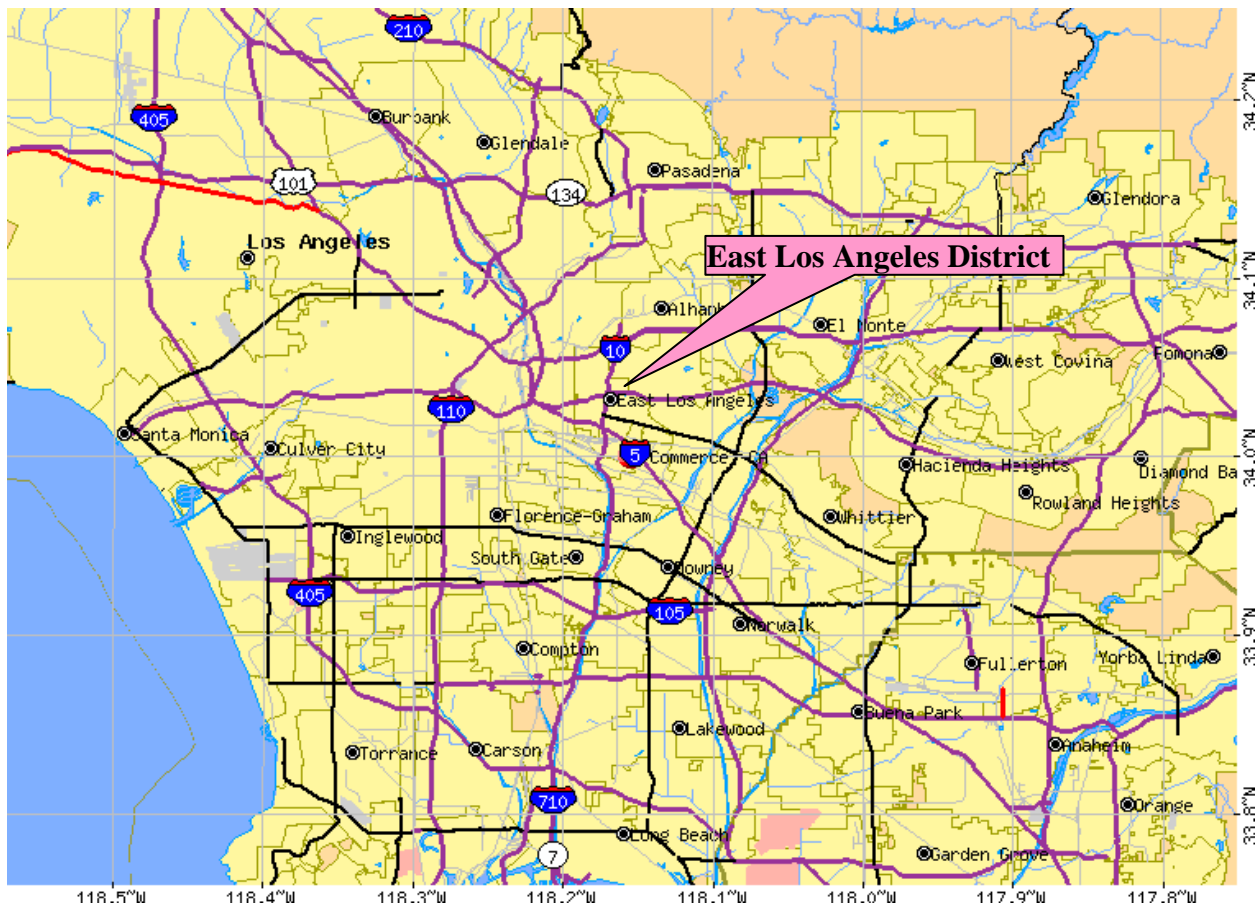 210
405
Burbank
Glendale
34.2°N
Pasadena
101
134
Glendora
Los Angeles
East Los Angeles District
34.1°N
El Monte
10
West Covina
Pomona
East Los Angeles
110
Santa Monica
Culver City
5
Commerce, CA
34.0°N
Hacienda Heights
Diamond Ba
Rowland Heights
Florence-Graham
Whittier
Inglewood
South Gate
Downey
405
105
Norwalk
33.9°N
Compton
Fullerton
Yorba Linda
Buena Park
Lakewood
Torrance
Carson
Anaheim
710
Orange
33.8°N
Long Beach
7
Garden Grove
118.5°W
118.4°W
118.3°W
118.2°W
118.1°W
118.0°W
117.9°W
117.8°W